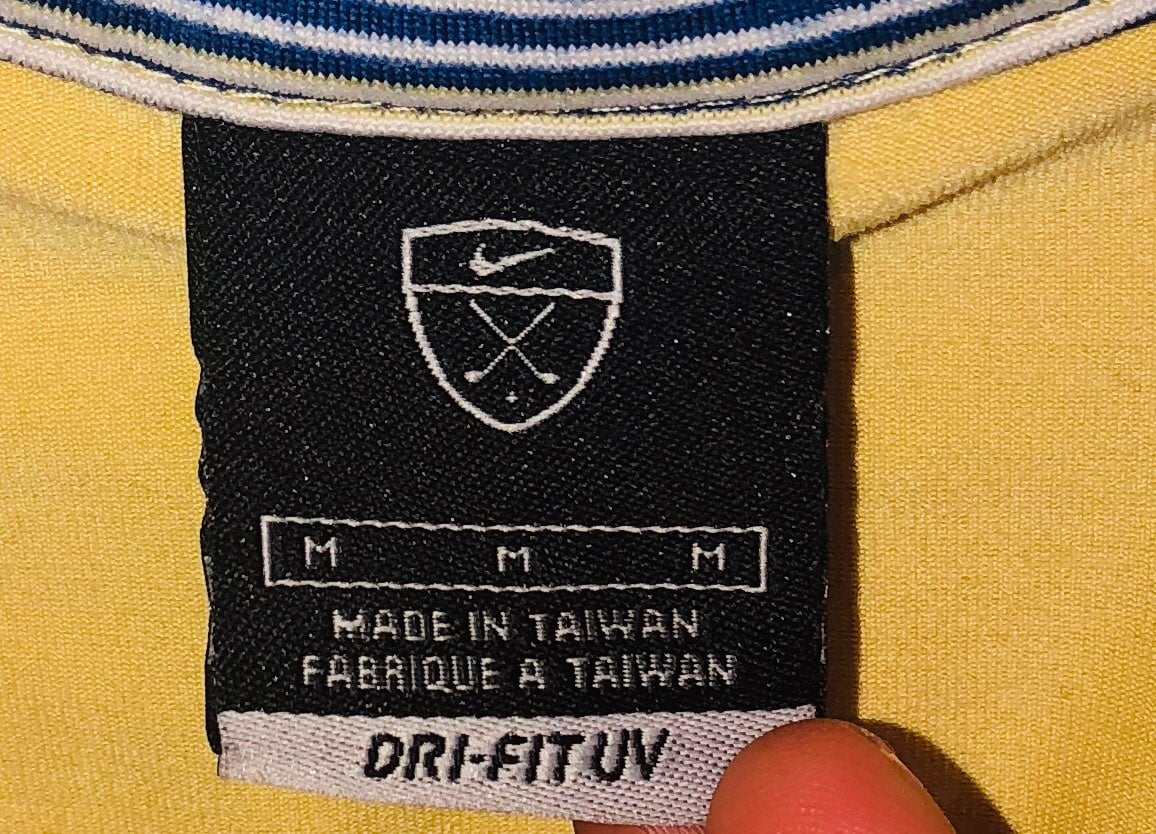 M M M
MADE IN TAIWAN
FABRIQUE A TAIWAN
DRI-FIT UV